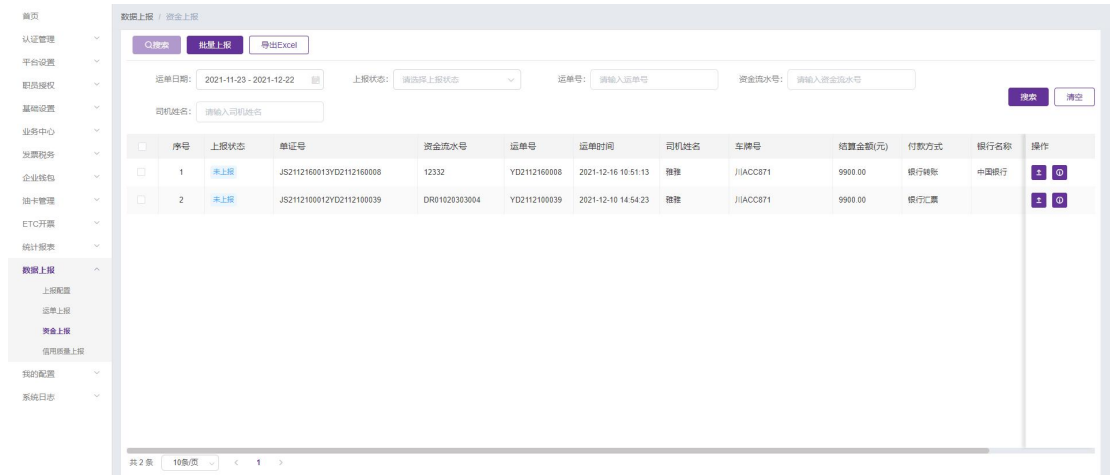 首页
认证管理
平台设置
职员授权
基础设置
业务中心
发票税务
企业钱包
油卡管理
ETC开票
统计报表
数据上报
上报配置
运单上报
资金上报
信用质量上报
我的配置
系统日志
数据上报 / 资金上报
搜索 批量上报 导出Excel
运单日期: 2021-11-23 - 2021-12-22 上报状态: 请选择上报状态 运单号: 请输入运单号 资金流水号: 请输入资金流水号
搜索 清空
司机姓名: 请输入司机姓名
序号 上报状态 单证号 资金流水号 运单号 运单时间 司机姓名 车牌号 结算金额(元) 付款方式 银行名称 操作
1 未上报 JS2112160013YD2112160008 12332 YD2112160008 2021-12-16 10:51:13 雅雅 川ACC871 9900.00 银行转账 中国银行
2 未上报 JS2112100012YD2112100039 DR01020303004 YD2112100039 2021-12-10 14:54:23 雅雅 川ACC871 9900.00 银行汇票
共 2 条 10条/页 1